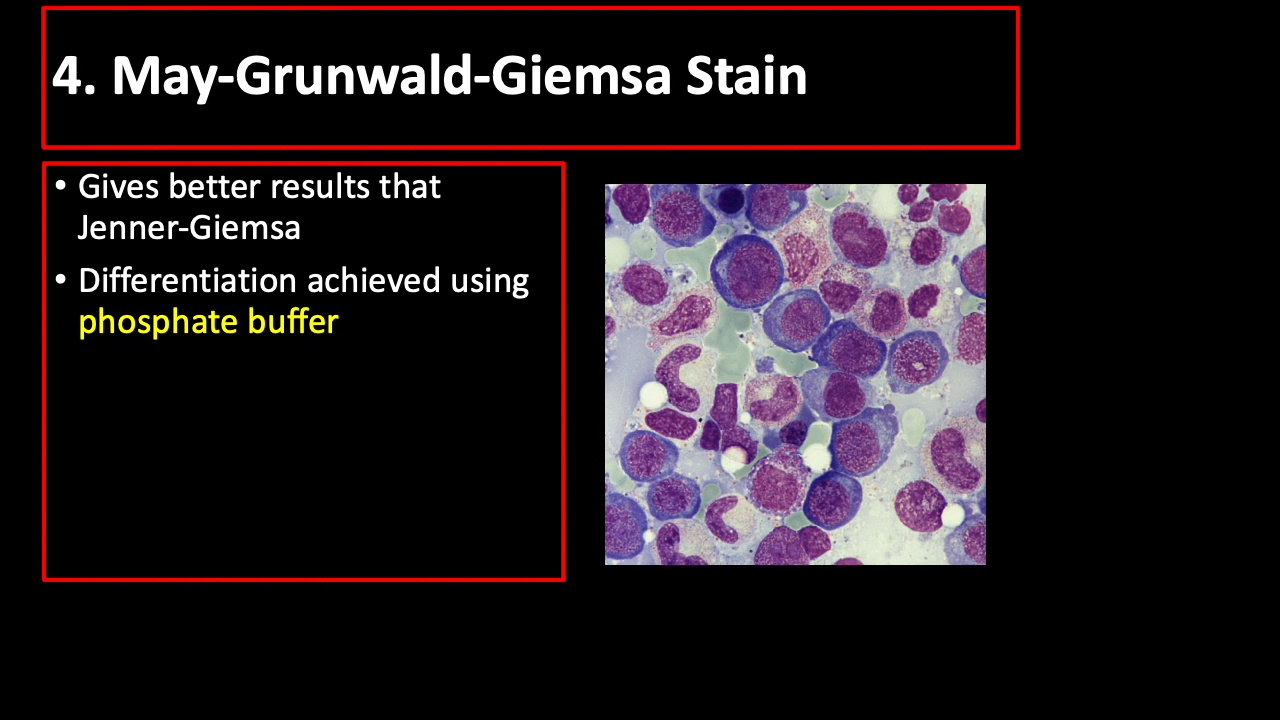 4. May-Grunwald-Giemsa Stain
• Gives better results that
Jenner-Giemsa
• Differentiation achieved using
phosphate buffer